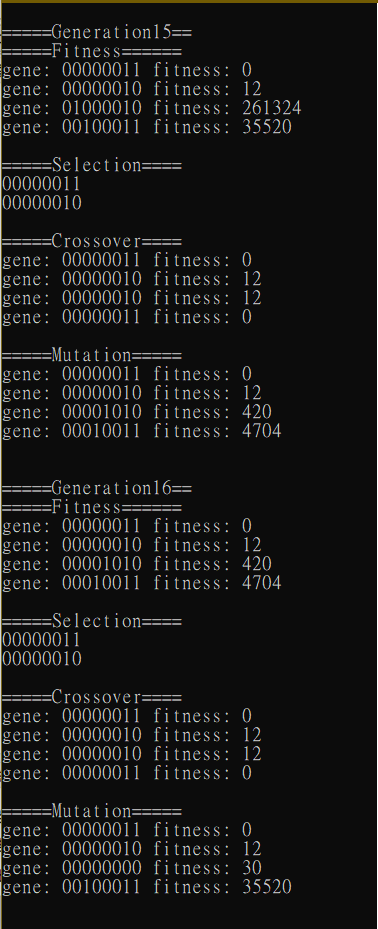 =====Generation15==
=====Fitness======
gene: 00000011 fitness: 0
gene: 00000010 fitness: 12
gene: 01000010 fitness: 261324
gene: 00100011 fitness: 35520
=====Selection====
00000011
00000010
=====Crossover====
gene: 00000011 fitness: 0
gene: 00000010 fitness: 12
gene: 00000010 fitness: 12
gene: 00000011 fitness: 0
=====Mutation=====
gene: 00000011 fitness: 0
gene: 00000010 fitness: 12
gene: 00001010 fitness: 420
gene: 00010011 fitness: 4704
=====Generation16==
=====Fitness======
gene: 00000011 fitness: 0
gene: 00000010 fitness: 12
gene: 00001010 fitness: 420
gene: 00010011 fitness: 4704
=====Selection====
00000011
00000010
=====Crossover====
gene: 00000011 fitness: 0
gene: 00000010 fitness: 12
gene: 00000010 fitness: 12
gene: 00000011 fitness: 0
=====Mutation=====
gene: 00000011 fitness: 0
gene: 00000010 fitness: 12
gene: 00000000 fitness: 30
gene: 00100011 fitness: 35520